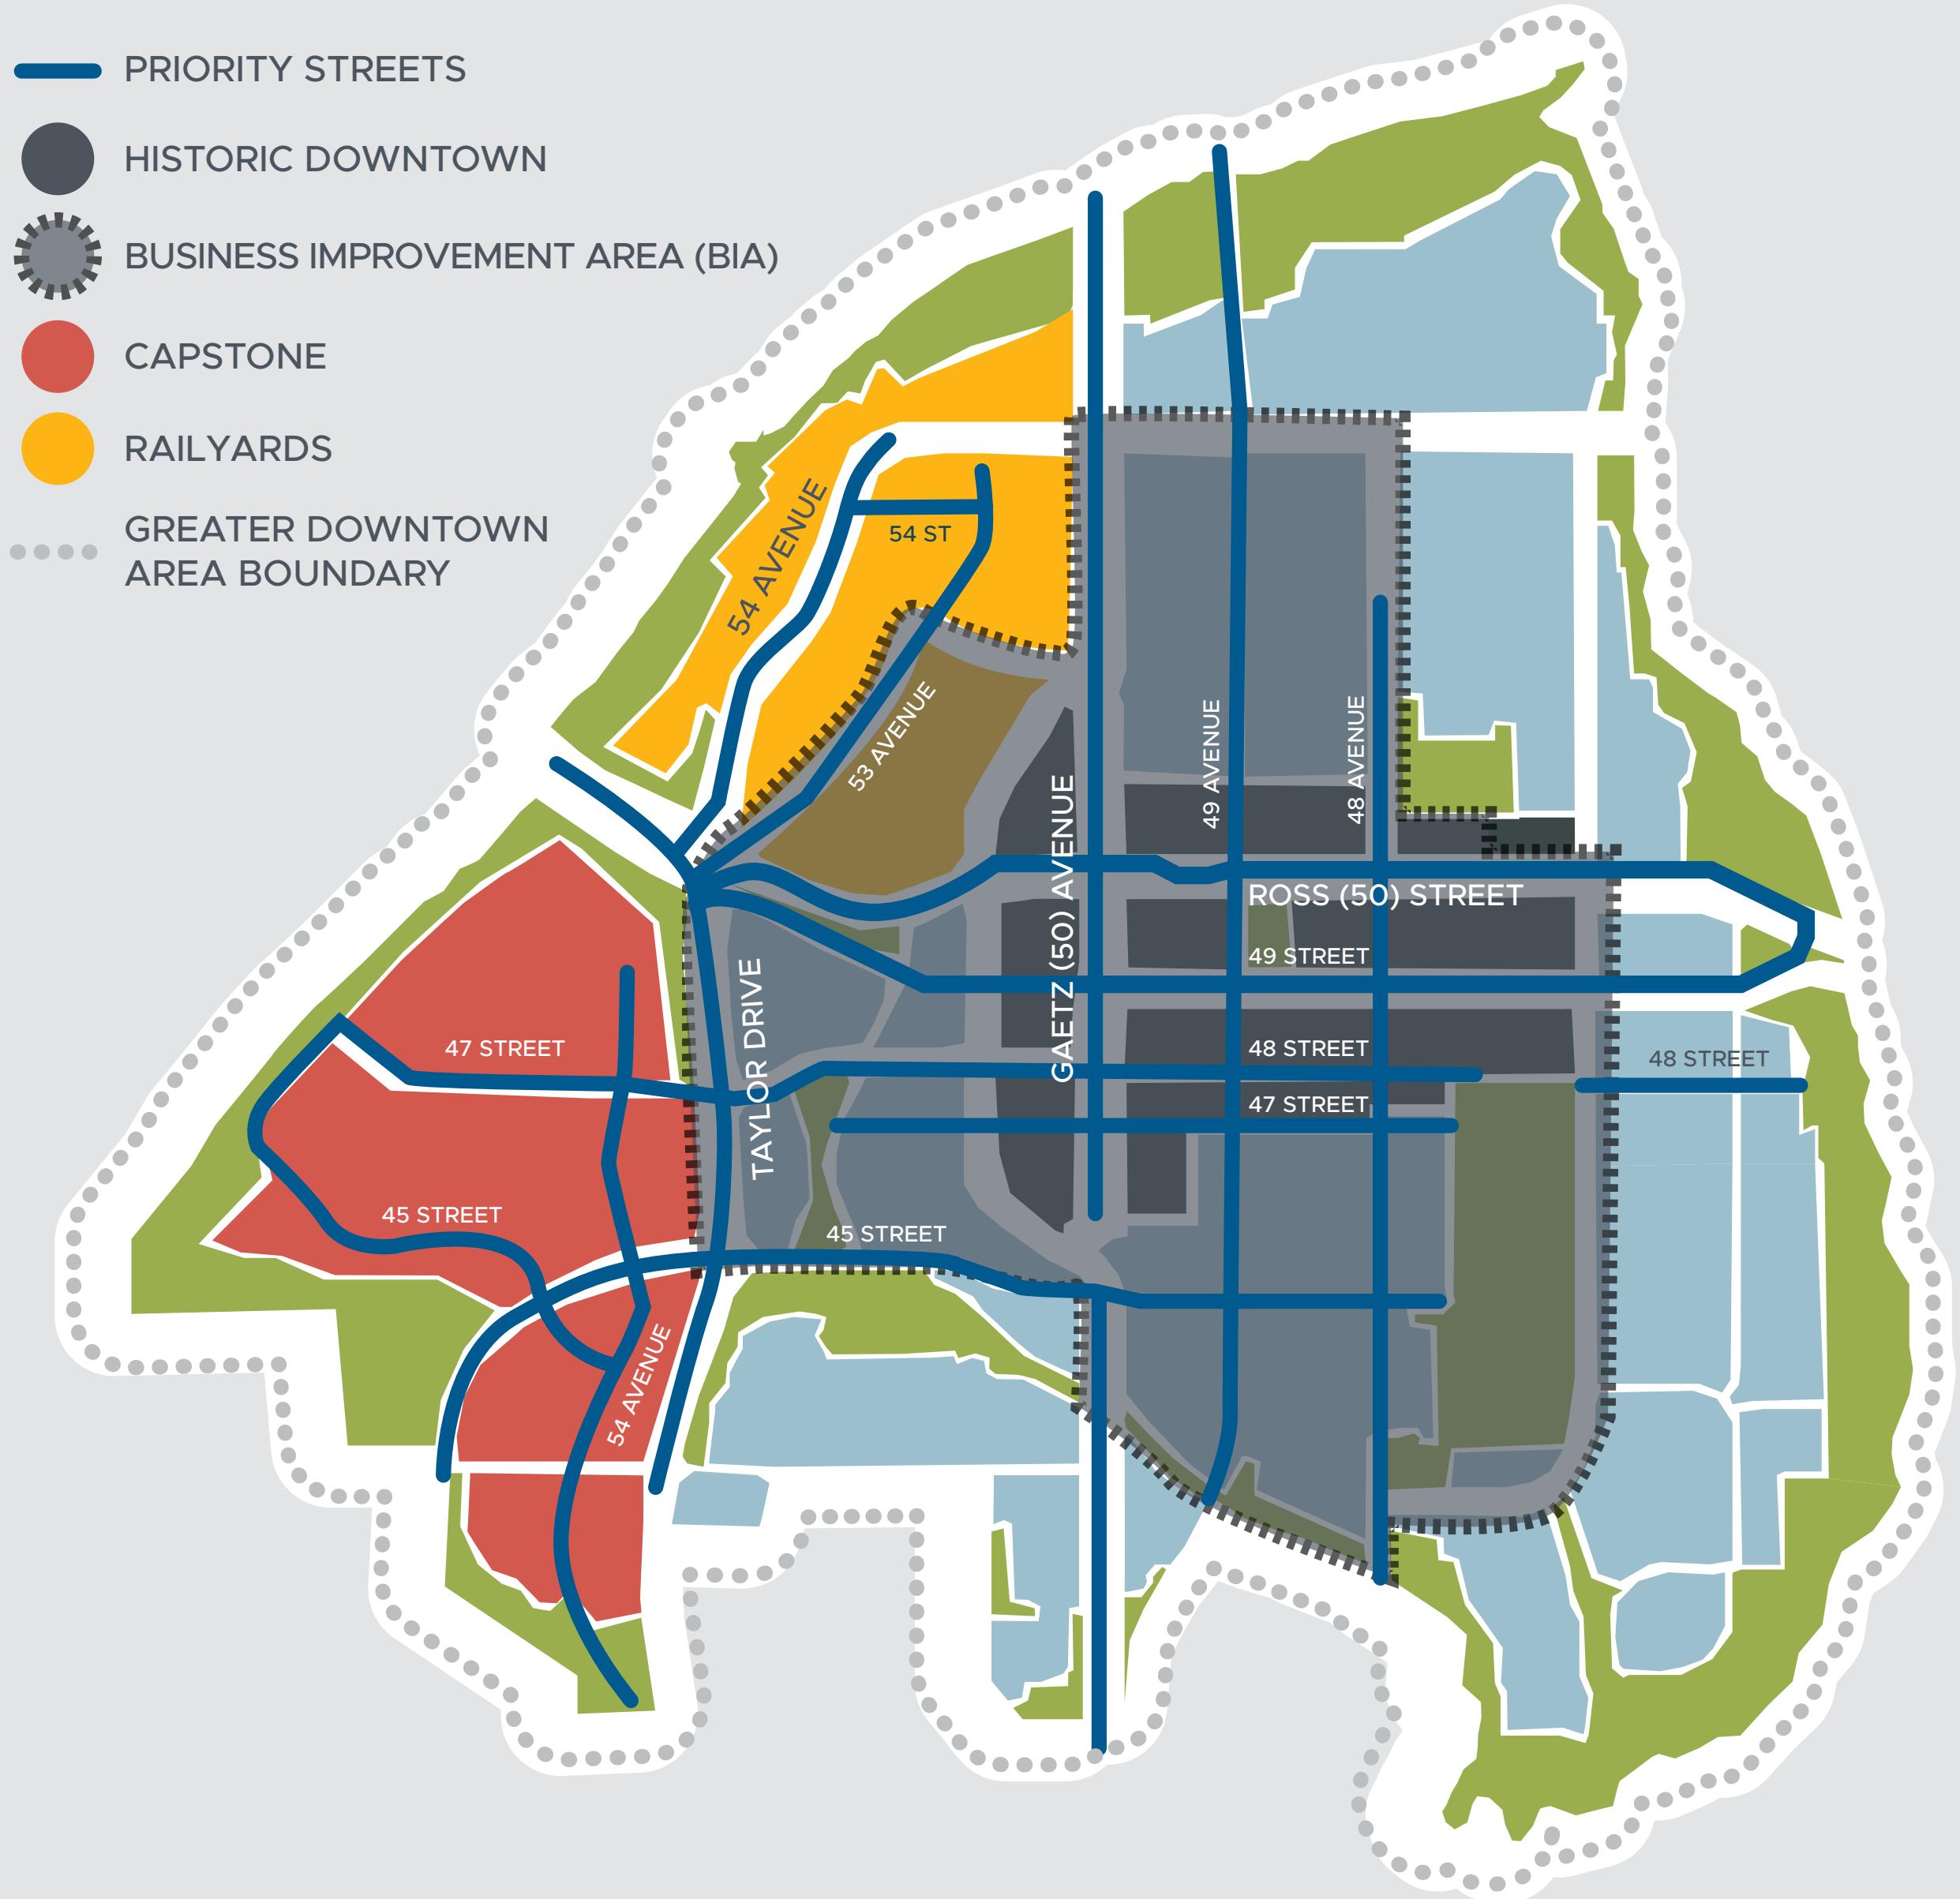 PRIORITY STREETS
HISTORIC DOWNTOWN
BUSINESS IMPROVEMENT AREA (BIA)
CAPSTONE
RAILYARDS
GREATER DOWNTOWN
AREA BOUNDARY
54 AVENUE
54 ST
53 AVENUE
49 AVENUE
48 AVENUE
GAETZ (50) AVENUE
ROSS (50) STREET
49 STREET
TAYLOR DRIVE
47 STREET
48 STREET
48 STREET
47 STREET
45 STREET
45 STREET
54 AVENUE